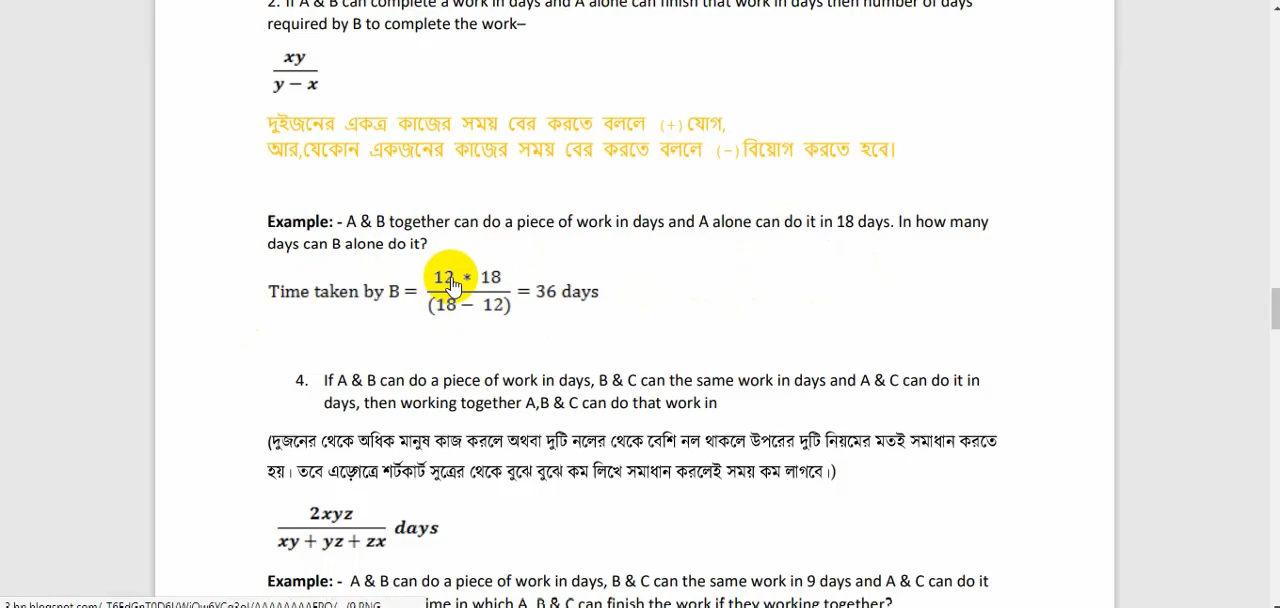 2. If A & B can complete a work in days and A alone can finish that work in days then number of days
required by B to complete the work–
xy
y − x
দুইজনের একত্র কাজের সময় বের করতে বললে (+) যোগ,
আর,যেকোন একজনের কাজের সময় বের করতে বললে (−) বিয়োগ করতে হবে।
Example: - A & B together can do a piece of work in days and A alone can do it in 18 days. In how many
days can B alone do it?
12 * 18
Time taken by B = = 36 days
(18 − 12)
4. If A & B can do a piece of work in days, B & C can the same work in days and A & C can do it in
days, then working together A,B & C can do that work in
(দুজনের থেকে অধিক মানুষ কাজ করলে অথবা দুটি নলের থেকে বেশি নল থাকলে উপরের দুটি নিয়মের মতই সমাধান করতে
হয়। তবে এক্ষেত্রে শর্টকার্ট সুত্রের থেকে বুঝে বুঝে কম লিখে সমাধান করলেই সময় কম লাগবে।)
2xyz
days
xy + yz + zx
Example: - A & B can do a piece of work in days, B & C can the same work in 9 days and A & C can do it
ime in which A, B & C can finish the work if they working together?